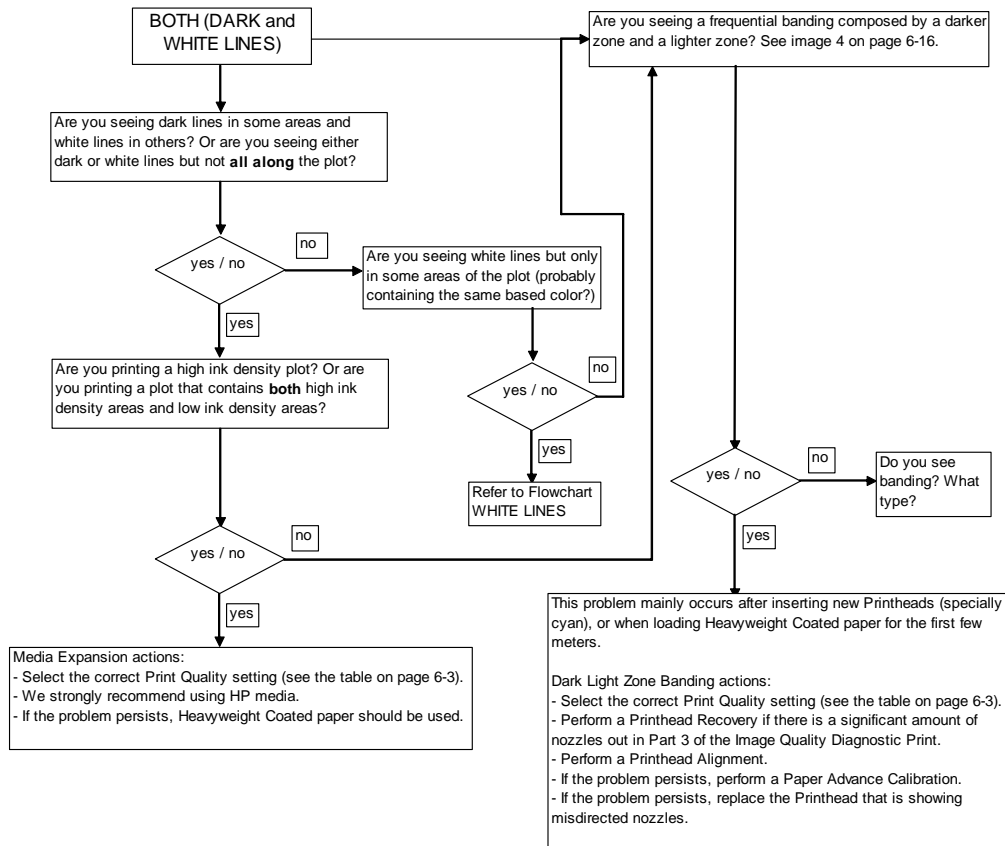 BOTH (DARK and
WHITE LINES)
Are you seeing a frequential banding composed by a darker
zone and a lighter zone? See image 4 on page 6-16.
Are you seeing dark lines in some areas and
white lines in others? Or are you seeing either
dark or white lines but not all along the plot?
yes / no
no
Are you seeing white lines but only
in some areas of the plot (probably
containing the same based color?)
yes
Are you printing a high ink density plot? Or are
you printing a plot that contains both high ink
density areas and low ink density areas?
yes / no
no
yes
Refer to Flowchart
WHITE LINES
yes / no
no
Do you see
banding? What
type?
yes
yes / no
no
yes
Media Expansion actions:
- Select the correct Print Quality setting (see the table on page 6-3).
- We strongly recommend using HP media.
- If the problem persists, Heavyweight Coated paper should be used.
This problem mainly occurs after inserting new Printheads (specially
cyan), or when loading Heavyweight Coated paper for the first few
meters.
Dark Light Zone Banding actions:
- Select the correct Print Quality setting (see the table on page 6-3).
- Perform a Printhead Recovery if there is a significant amount of
nozzles out in Part 3 of the Image Quality Diagnostic Print.
- Perform a Printhead Alignment.
- If the problem persists, perform a Paper Advance Calibration.
- If the problem persists, replace the Printhead that is showing
misdirected nozzles.